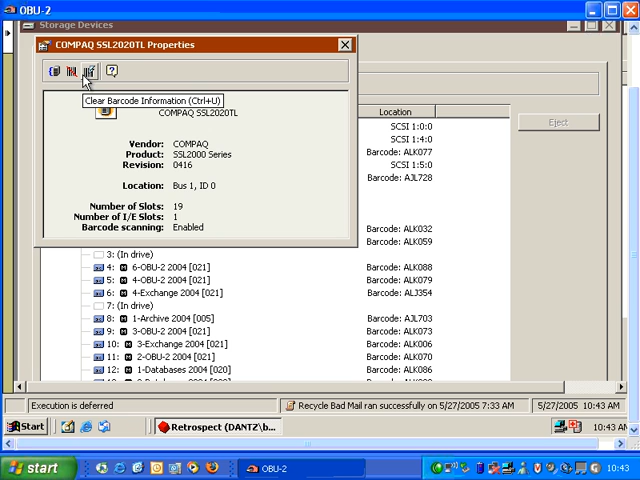 OBU-2
Storage Devices
COMPAQ SSL2020TL Properties
Clear Barcode Information (Ctrl+U)
COMPAQ SSL2020TL
Vendor: COMPAQ
Product: SSL2000 Series
Revision: 0416
Location: Bus 1, ID 0
Number of Slots: 19
Number of I/E Slots: 1
Barcode scanning: Enabled
Location
Eject
SCSI 1:0:0
SCSI 1:4:0
Barcode: ALK077
SCSI 1:5:0
Barcode: AJL728
Barcode: ALK032
Barcode: ALK059
3: (In drive)
4: 6-OBU-2 2004 [021] Barcode: ALK088
5: 4-OBU-2 2004 [021] Barcode: ALK079
6: 4-Exchange 2004 [021] Barcode: ALJ354
7: (In drive)
8: 1-Archive 2004 [005] Barcode: AJL703
9: 3-OBU-2 2004 [021] Barcode: ALK073
10: 3-Exchange 2004 [021] Barcode: ALK006
11: 2-OBU-2 2004 [021] Barcode: ALK070
12: 1-Databases 2004 [020] Barcode: ALK086
Execution is deferred
Recycle Bad Mail ran successfully on 5/27/2005 7:33 AM
5/27/2005 10:43 AM
Start
Retrospect (DANTZ\b...
10:43 AM
start
OBU-2
10:43